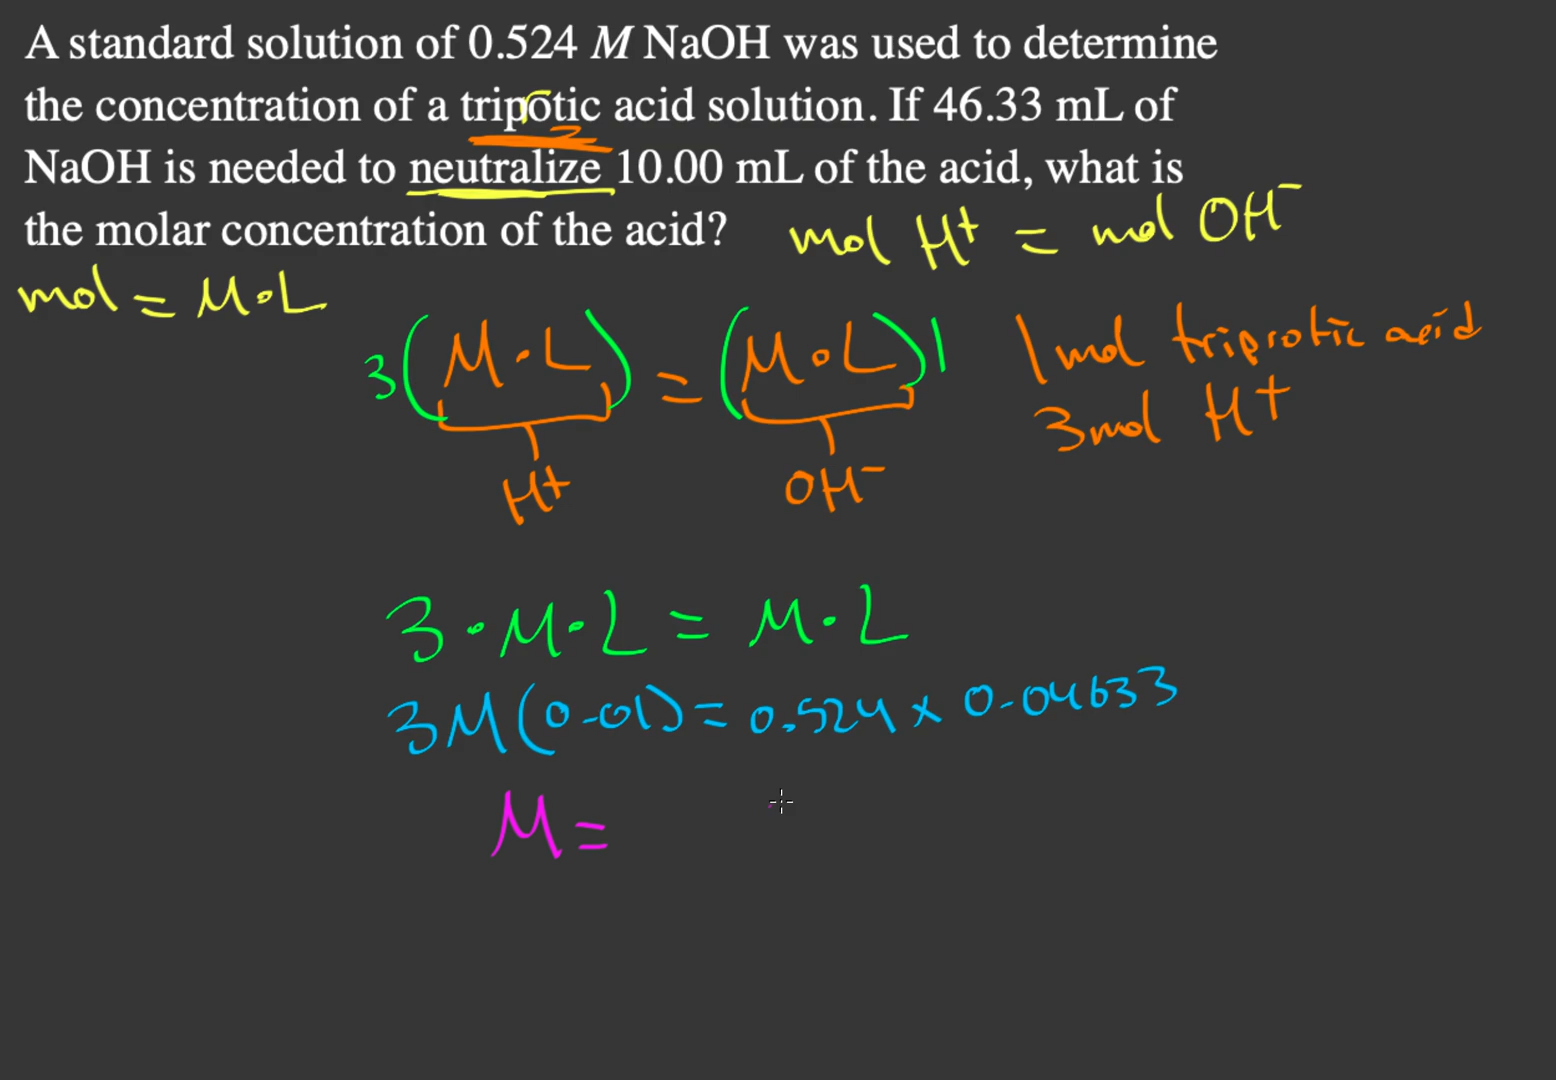 A standard solution of 0.524 M NaOH was used to determine
the concentration of a tripotic acid solution. If 46.33 mL of
NaOH is needed to neutralize 10.00 mL of the acid, what is
the molar concentration of the acid?
mol H+ = mol OH-
mol = M·L
3(M·L) = (M·L)1
1 mol triprotic acid
3 mol H+
H+
OH-
3·M·L = M·L
3M(0.01) = 0.524 x 0.04633
M =